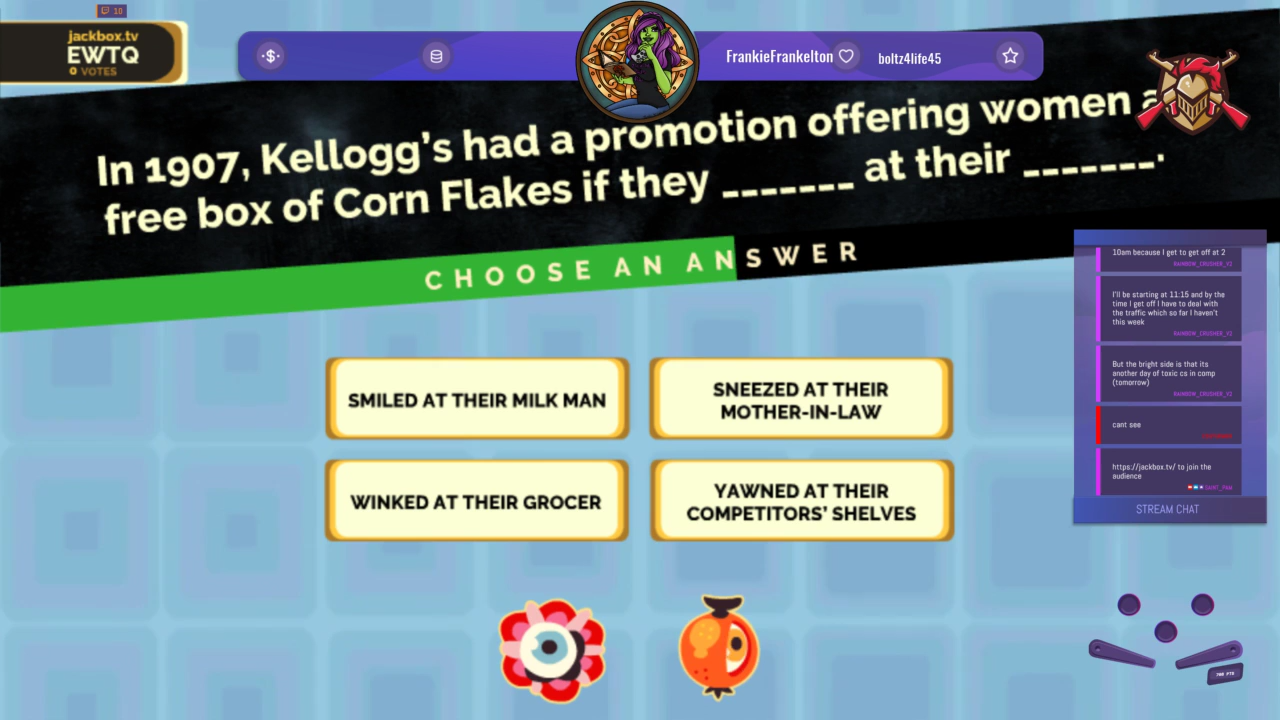 10
jackbox.tv
EWTQ
0 VOTES
FrankieFrankelton
boltz4life45
In 1907, Kellogg's had a promotion offering women a
free box of Corn Flakes if they _______ at their _______.
CHOOSE AN ANSWER
SMILED AT THEIR MILK MAN
SNEEZED AT THEIR
MOTHER-IN-LAW
WINKED AT THEIR GROCER
YAWNED AT THEIR
COMPETITORS' SHELVES
10am because I get to get off at 2
RAINBOW_CRUSHER_V2
I'll be starting at 11:15 and by the
time I get off I have to deal with
the traffic which so far I haven't
this week
RAINBOW_CRUSHER_V2
But the bright side is that its
another day of toxic cs in comp
(tomorrow)
RAINBOW_CRUSHER_V2
cant see
https://jackbox.tv/ to join the
audience
SAINT_PAM
STREAM CHAT